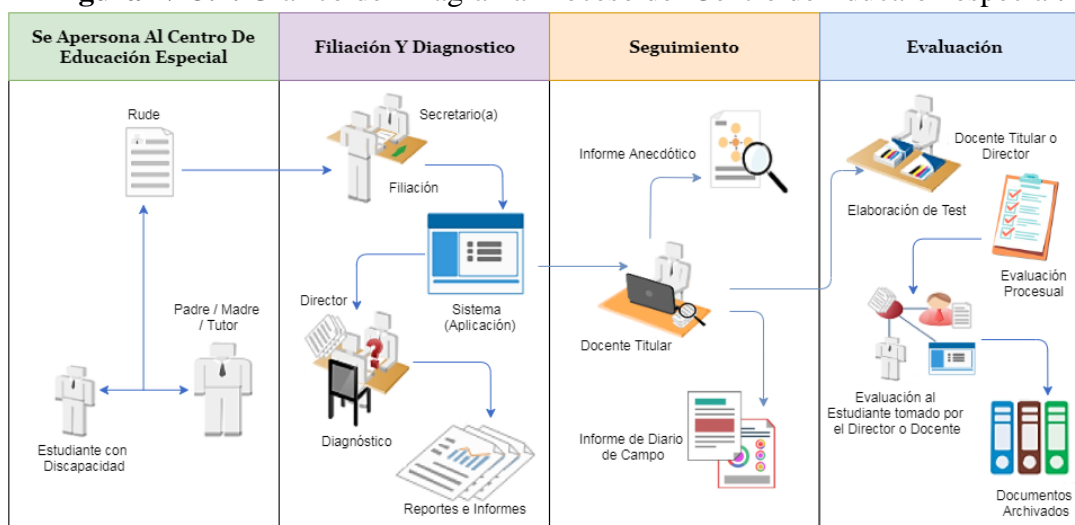 Se Apersona Al Centro De
Educación Especial
Filiación Y Diagnostico
Seguimiento
Evaluación
Rude
Padre / Madre
/ Tutor
Estudiante con
Discapacidad
Secretario(a)
Filiación
Sistema
(Aplicación)
Director
Diagnóstico
Reportes e Informes
Informe Anecdótico
Docente Titular
Informe de Diario
de Campo
Docente Titular o
Director
Elaboración de Test
Evaluación
Procesual
Evaluación al
Estudiante tomado por
el Director o Docente
Documentos
Archivados